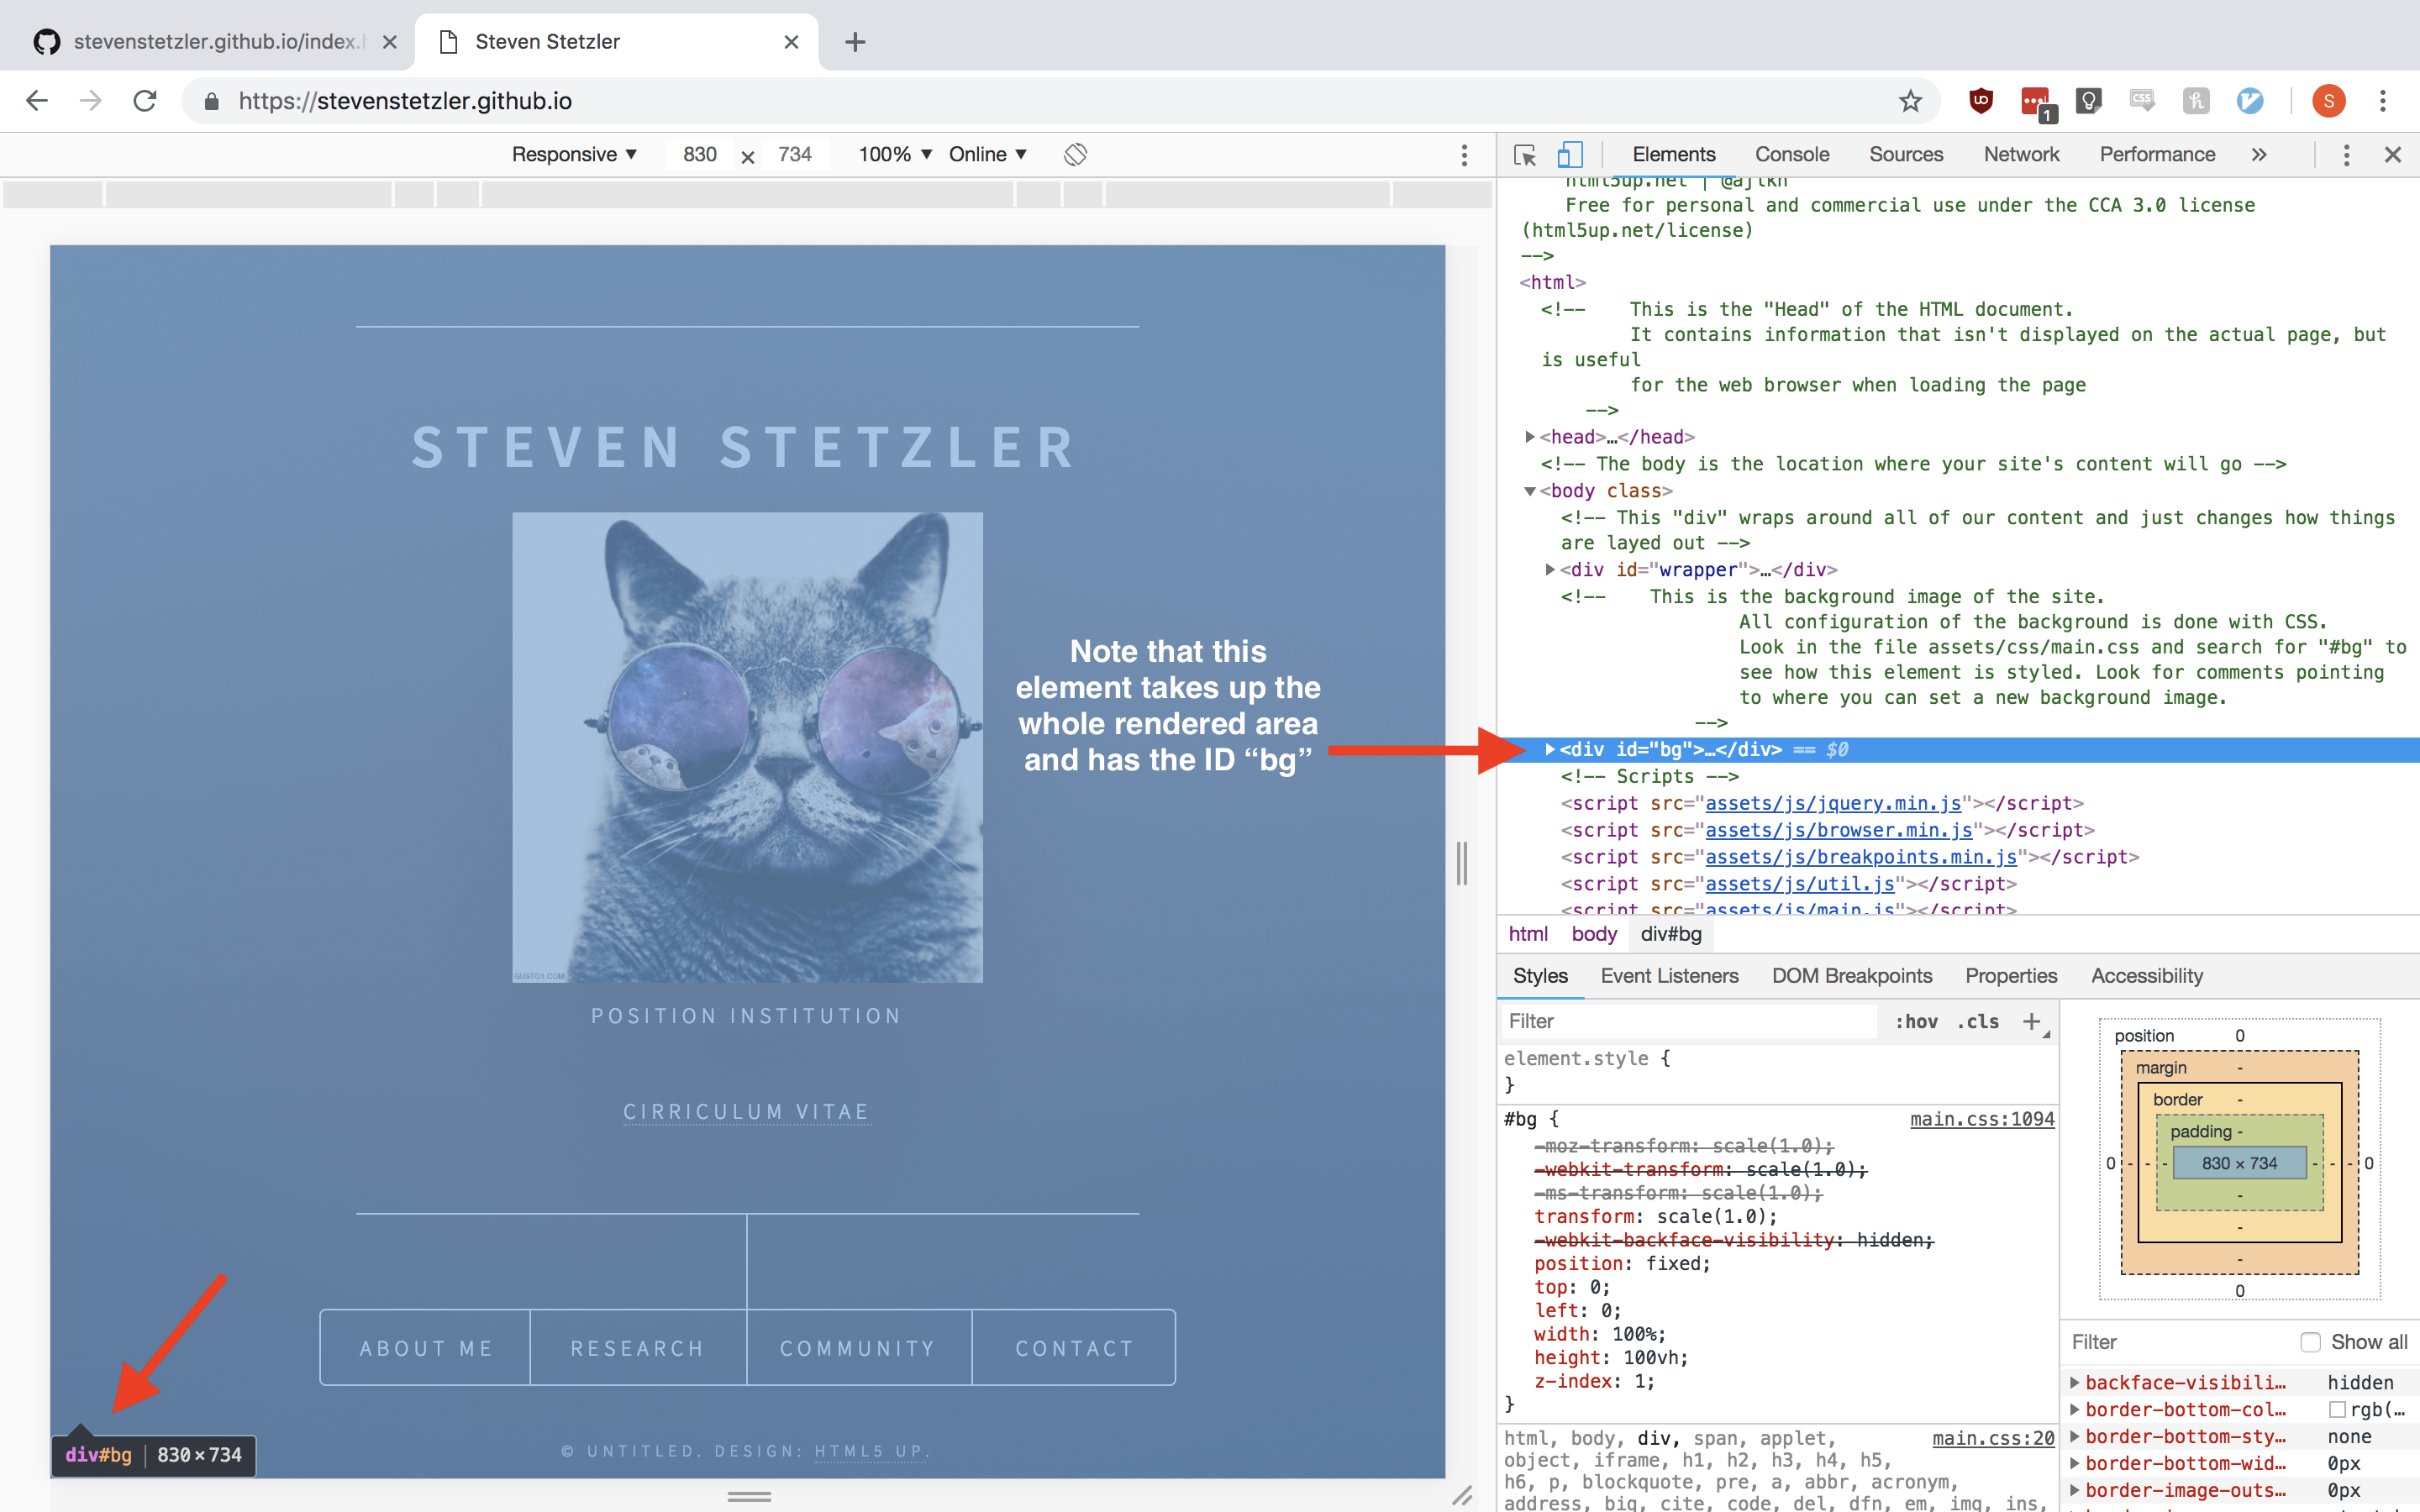 stevenstetzler.github.io/index.h
Steven Stetzler
https://stevenstetzler.github.io
1
S
Responsive ▼ 830 × 734 100% ▼ Online ▼
Elements Console Sources Network Performance »
html5up.net | @ajlkn
Free for personal and commercial use under the CCA 3.0 license
(html5up.net/license)
-->
<html>
<!-- This is the "Head" of the HTML document.
It contains information that isn't displayed on the actual page, but
is useful
for the web browser when loading the page
-->
<head>…</head>
<!-- The body is the location where your site's content will go -->
<body class>
<!-- This "div" wraps around all of our content and just changes how things
are layed out -->
<div id="wrapper">…</div>
<!-- This is the background image of the site.
All configuration of the background is done with CSS.
Look in the file assets/css/main.css and search for "#bg" to
see how this element is styled. Look for comments pointing
to where you can set a new background image.
-->
<div id="bg">…</div> == $0
<!-- Scripts -->
<script src="assets/js/jquery.min.js"></script>
<script src="assets/js/browser.min.js"></script>
<script src="assets/js/breakpoints.min.js"></script>
<script src="assets/js/util.js"></script>
<script src="assets/js/main.js"></script>
html body div#bg
STEVEN STETZLER
Note that this
element takes up the
whole rendered area
and has the ID “bg”
GUSTO1.COM
POSITION INSTITUTION
CIRRICULUM VITAE
ABOUT ME RESEARCH COMMUNITY CONTACT
© UNTITLED. DESIGN: HTML5 UP.
div#bg 830 × 734
Styles Event Listeners DOM Breakpoints Properties Accessibility
Filter :hov .cls +
element.style {
}
#bg { main.css:1094
-moz-transform: scale(1.0);
-webkit-transform: scale(1.0);
-ms-transform: scale(1.0);
transform: scale(1.0);
-webkit-backface-visibility: hidden;
position: fixed;
top: 0;
left: 0;
width: 100%;
height: 100vh;
z-index: 1;
}
html, body, div, span, applet, main.css:20
object, iframe, h1, h2, h3, h4, h5,
h6, p, blockquote, pre, a, abbr, acronym,
address, big, cite, code, del, dfn, em, img, ins,
position 0
margin -
border -
padding -
0 - - - 830 × 734 - - - 0
-
-
-
0
Filter Show all
backface-visibili… hidden
border-bottom-col… rgb(…
border-bottom-sty… none
border-bottom-wid… 0px
border-image-outs… 0px